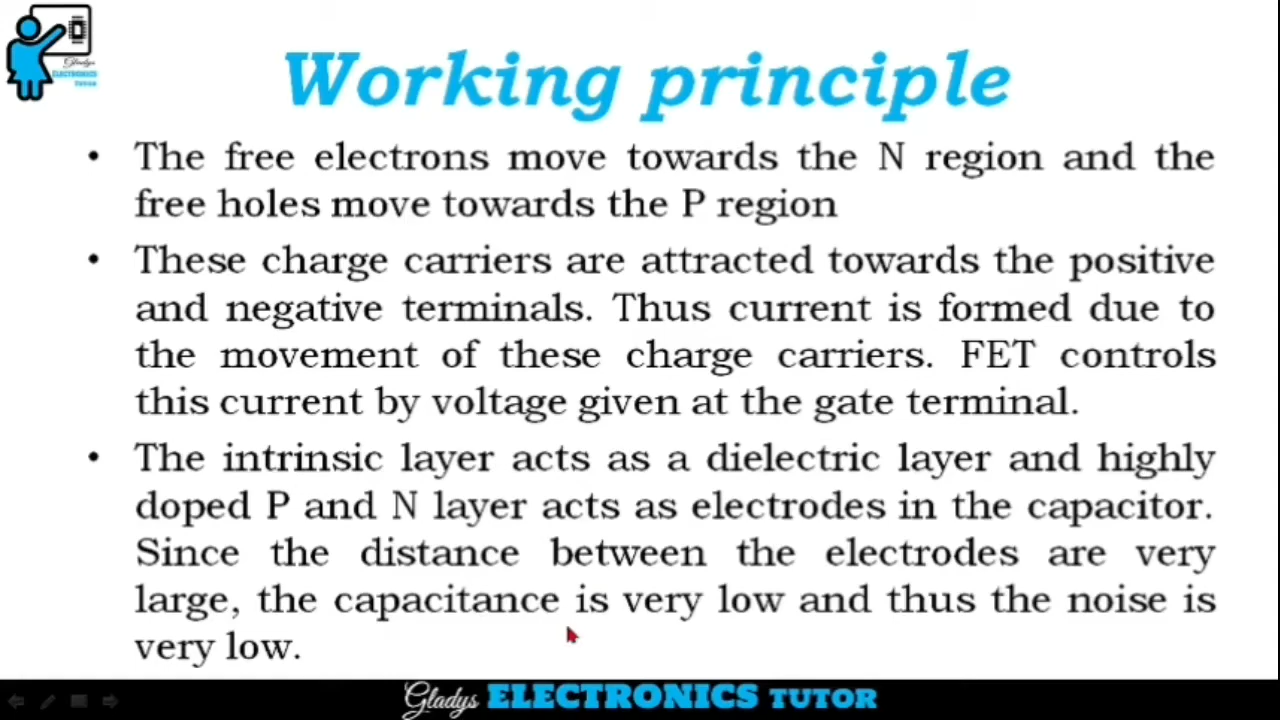 Gladys
ELECTRONICS
TUTOR
Working principle
• The free electrons move towards the N region and the
free holes move towards the P region
• These charge carriers are attracted towards the positive
and negative terminals. Thus current is formed due to
the movement of these charge carriers. FET controls
this current by voltage given at the gate terminal.
• The intrinsic layer acts as a dielectric layer and highly
doped P and N layer acts as electrodes in the capacitor.
Since the distance between the electrodes are very
large, the capacitance is very low and thus the noise is
very low.
Gladys ELECTRONICS TUTOR